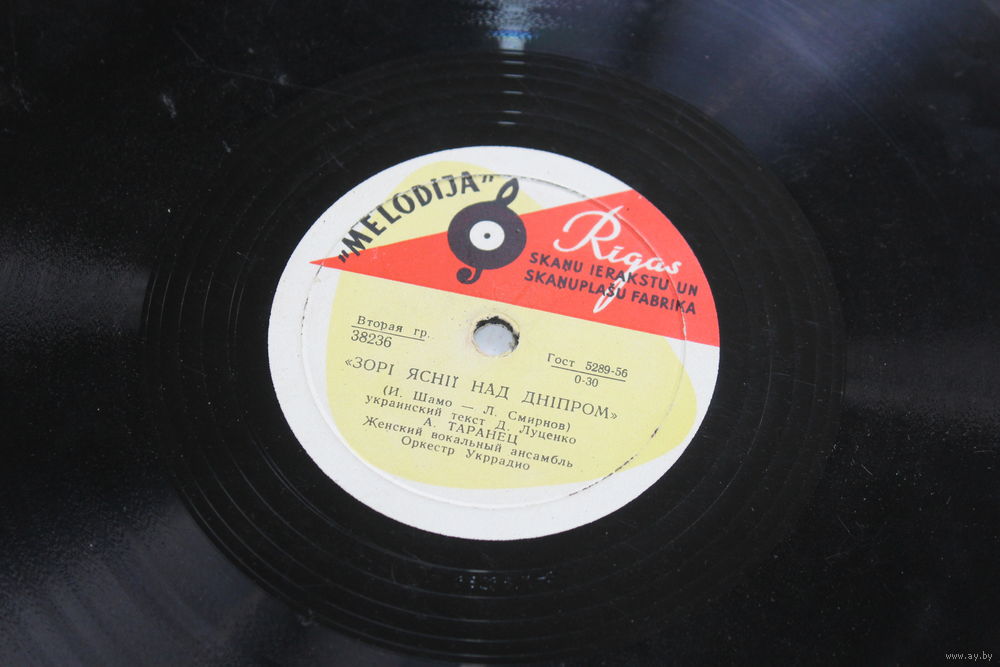 „MELODIJA”
Rīgas
SKAŅU IERAKSTU UN
SKAŅUPLAŠU FABRIKA
Вторая гр.
38236
Гост 5289-56
0-30
«ЗОРІ ЯСНІЇ НАД ДНІПРОМ»
(И. Шамо — Л. Смирнов)
украинский текст Д. Луценко
А. ТАРАНЕЦ
Женский вокальный ансамбль
Оркестр Укррадио
www.ay.by